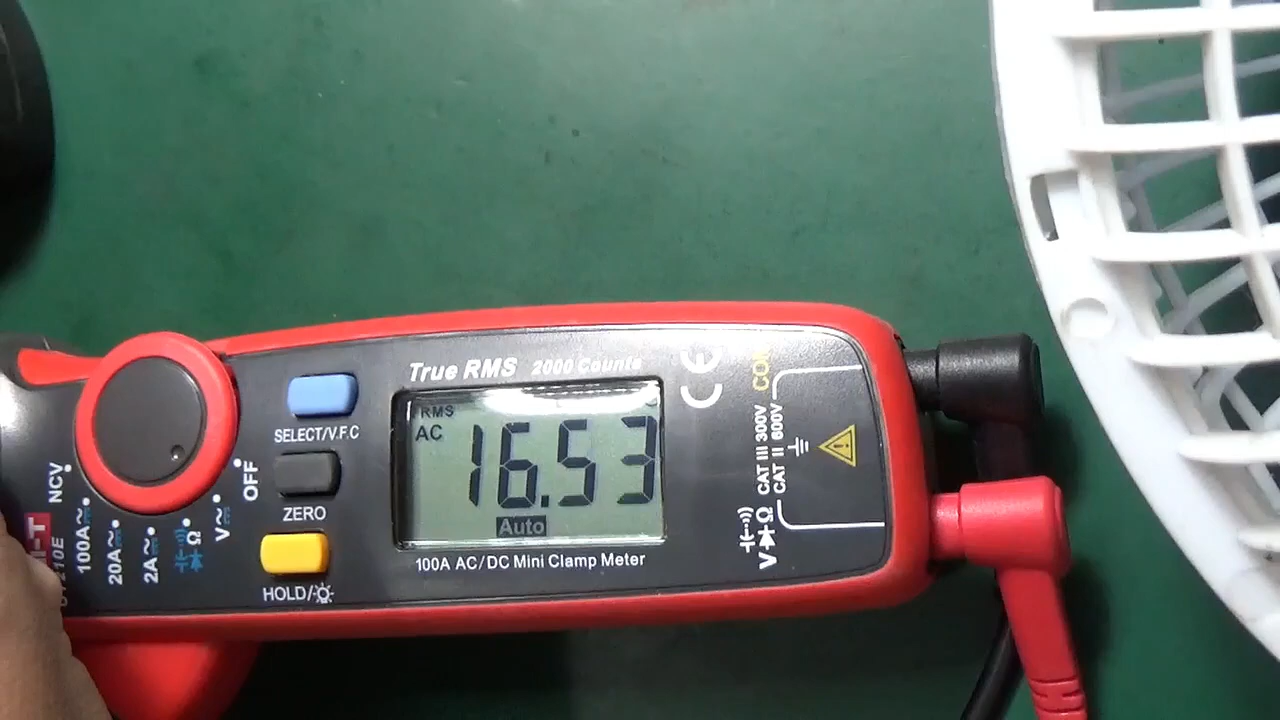 True RMS 2000 Counts
RMS
AC
16.53
Auto
100A AC/DC Mini Clamp Meter
SELECT/V.F.C
ZERO
HOLD/
OFF
V
Ω
2A
20A
100A
NCV
CE
COM
CAT III 300V
CAT II 600V
V Ω